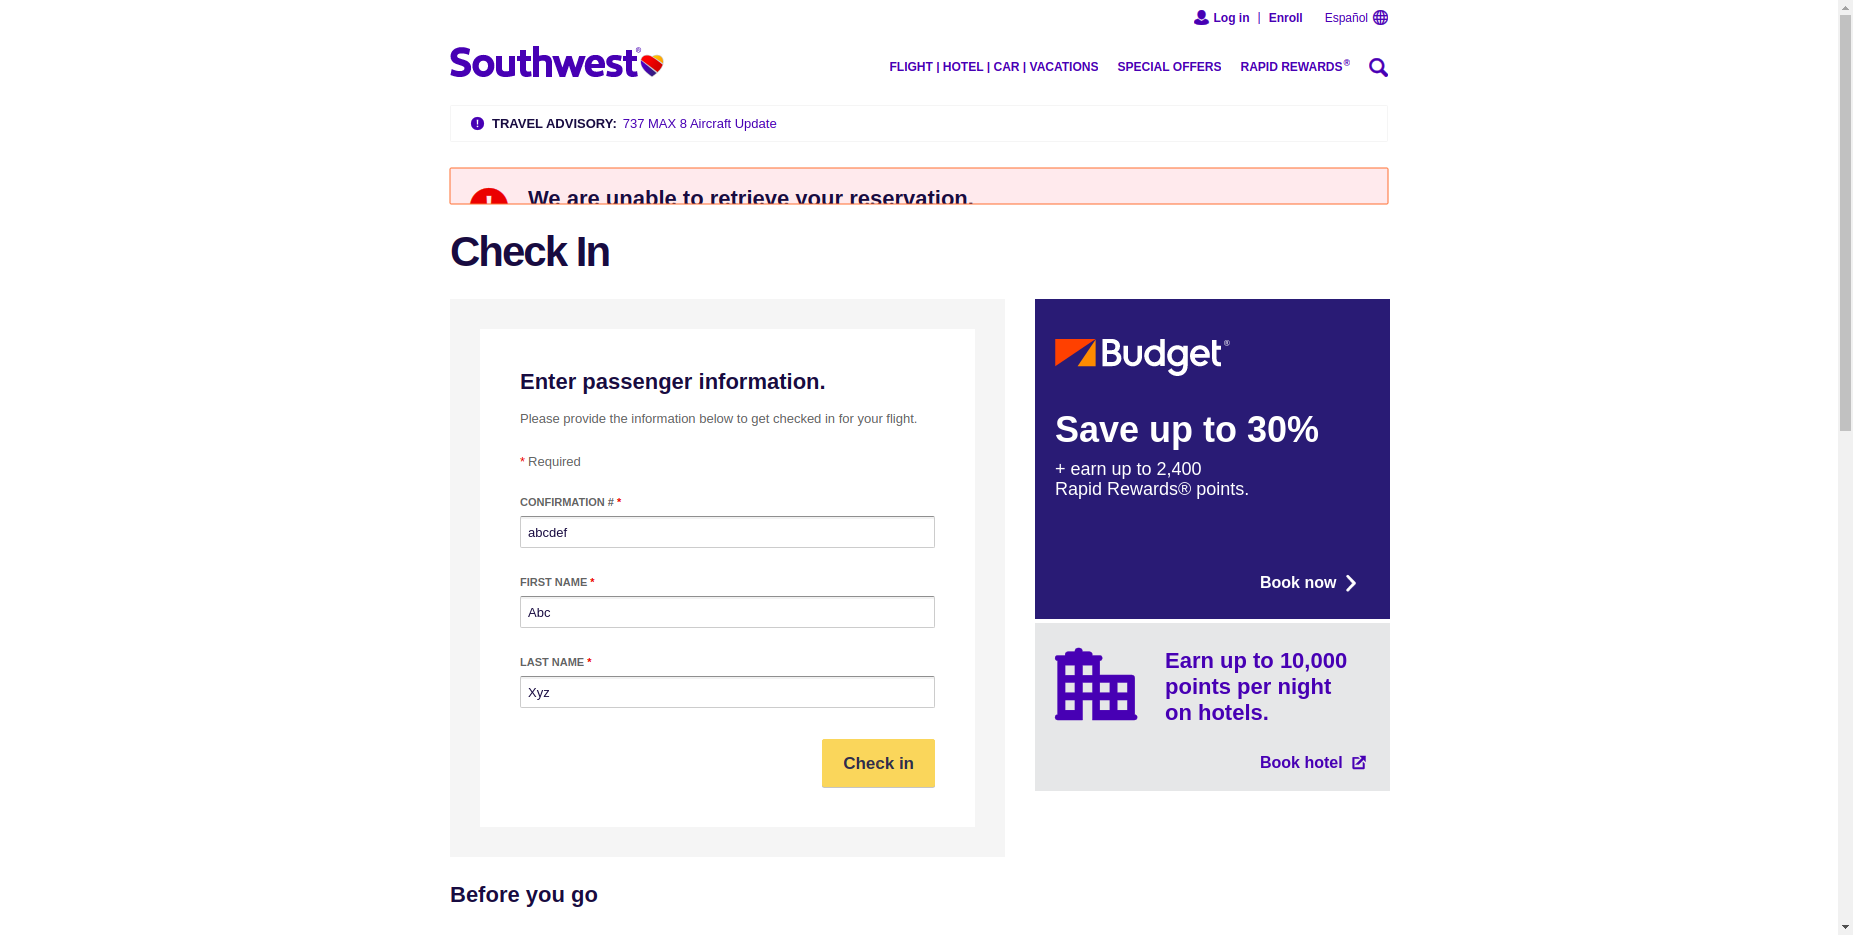 Log in | Enroll Español
Southwest®
FLIGHT | HOTEL | CAR | VACATIONS SPECIAL OFFERS RAPID REWARDS®
TRAVEL ADVISORY: 737 MAX 8 Aircraft Update
We are unable to retrieve your reservation.
Check In
Enter passenger information.
Please provide the information below to get checked in for your flight.
* Required
CONFIRMATION # *
abcdef
FIRST NAME *
Abc
LAST NAME *
Xyz
Check in
Budget®
Save up to 30%
+ earn up to 2,400
Rapid Rewards® points.
Book now
Earn up to 10,000
points per night
on hotels.
Book hotel
Before you go